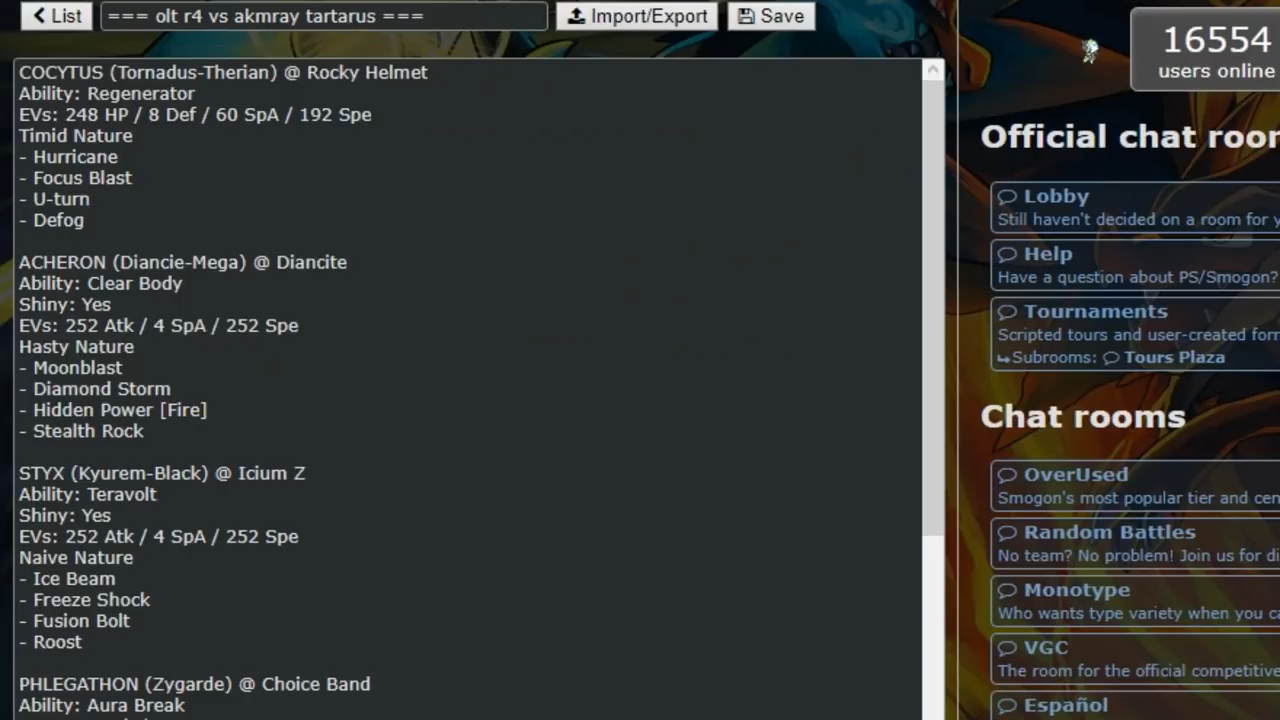 List
=== olt r4 vs akmray tartarus ===
Import/Export
Save
COCYTUS (Tornadus-Therian) @ Rocky Helmet
Ability: Regenerator
EVs: 248 HP / 8 Def / 60 SpA / 192 Spe
Timid Nature
- Hurricane
- Focus Blast
- U-turn
- Defog
ACHERON (Diancie-Mega) @ Diancite
Ability: Clear Body
Shiny: Yes
EVs: 252 Atk / 4 SpA / 252 Spe
Hasty Nature
- Moonblast
- Diamond Storm
- Hidden Power [Fire]
- Stealth Rock
STYX (Kyurem-Black) @ Icium Z
Ability: Teravolt
Shiny: Yes
EVs: 252 Atk / 4 SpA / 252 Spe
Naive Nature
- Ice Beam
- Freeze Shock
- Fusion Bolt
- Roost
PHLEGATHON (Zygarde) @ Choice Band
Ability: Aura Break
16554
users online
Official chat roor
Lobby
Still haven't decided on a room for y
Help
Have a question about PS/Smogon?
Tournaments
Scripted tours and user-created forr
Subrooms: Tours Plaza
Chat rooms
OverUsed
Smogon's most popular tier and cen
Random Battles
No team? No problem! Join us for di
Monotype
Who wants type variety when you ca
VGC
The room for the official competitive
Español